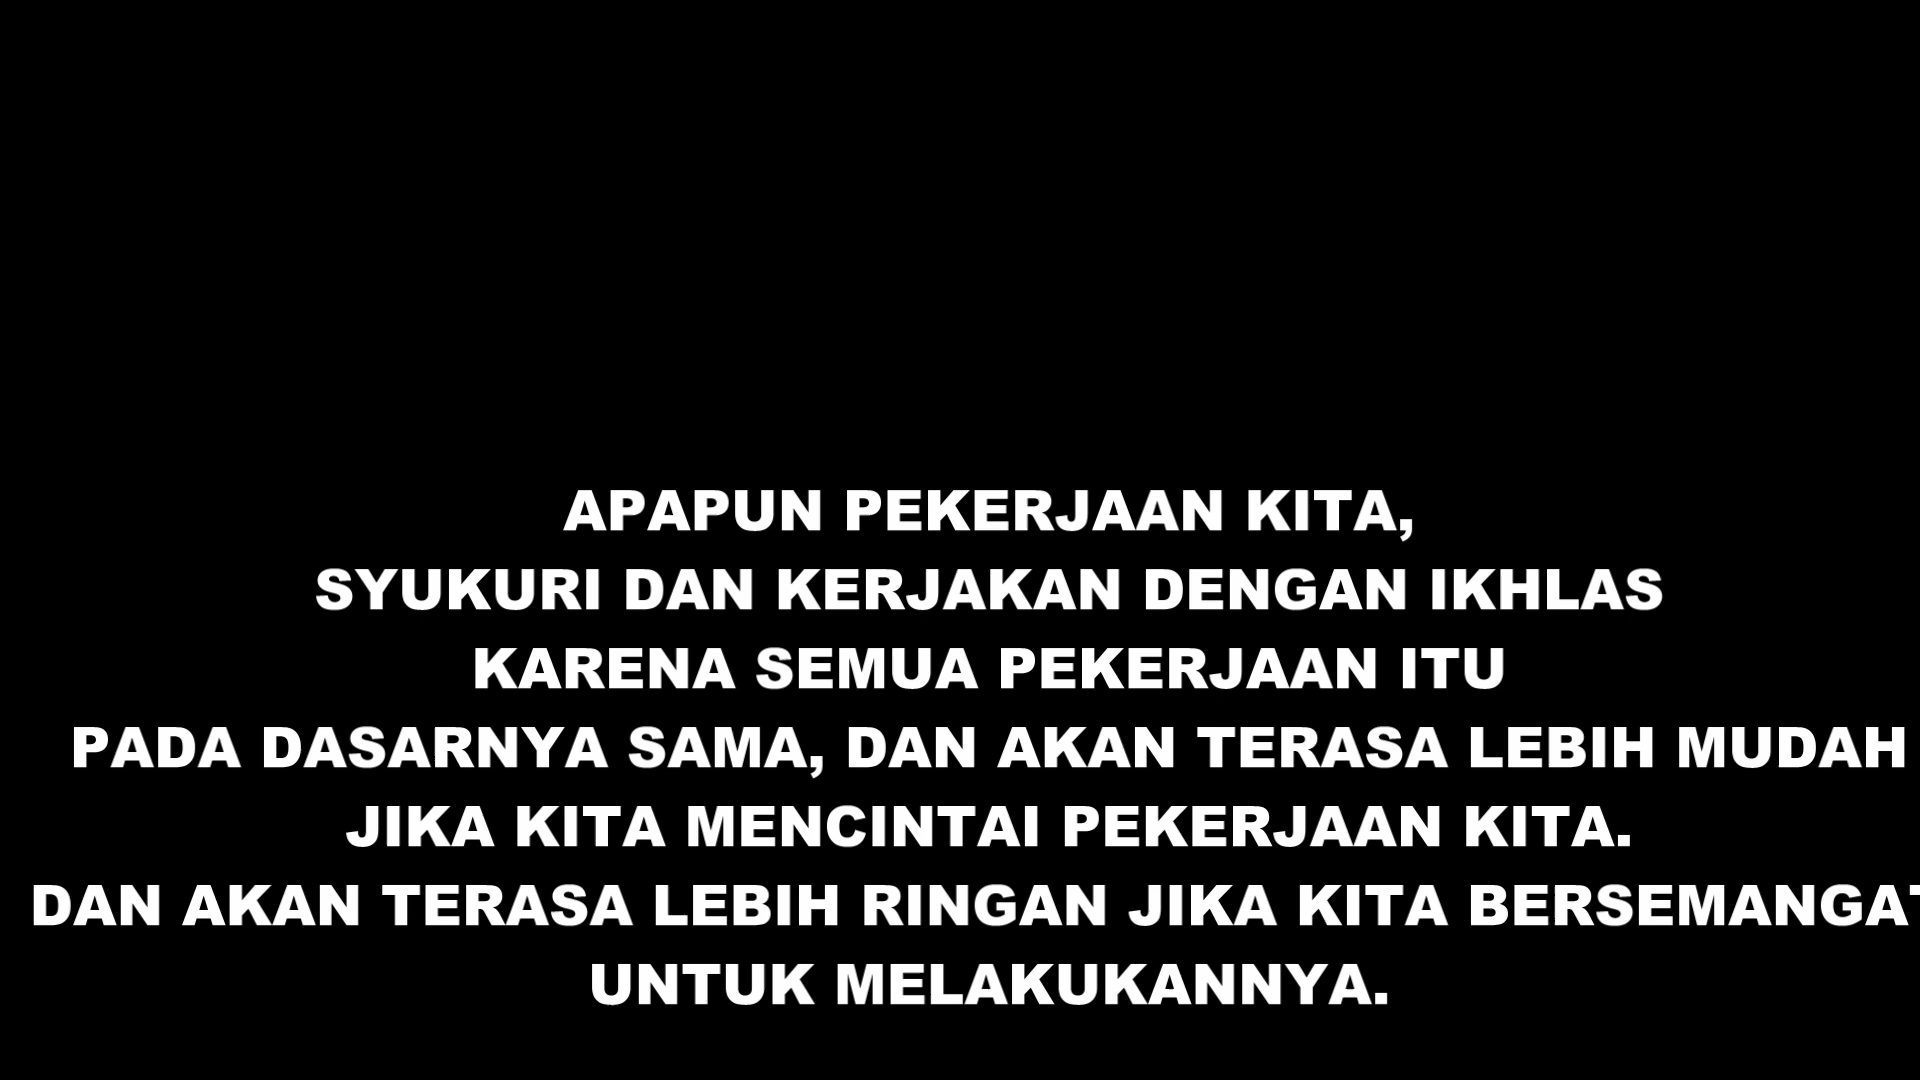 APAPUN PEKERJAAN KITA,
SYUKURI DAN KERJAKAN DENGAN IKHLAS
KARENA SEMUA PEKERJAAN ITU
PADA DASARNYA SAMA, DAN AKAN TERASA LEBIH MUDAH
JIKA KITA MENCINTAI PEKERJAAN KITA.
DAN AKAN TERASA LEBIH RINGAN JIKA KITA BERSEMANGAT
UNTUK MELAKUKANNYA.